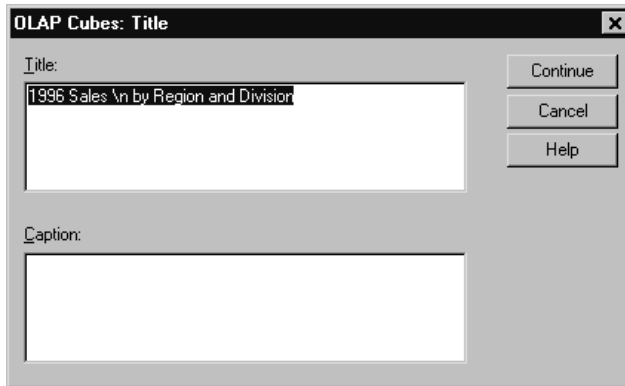 OLAP Cubes: Title
Title:
1996 Sales \n by Region and Division
Continue
Cancel
Help
Caption: